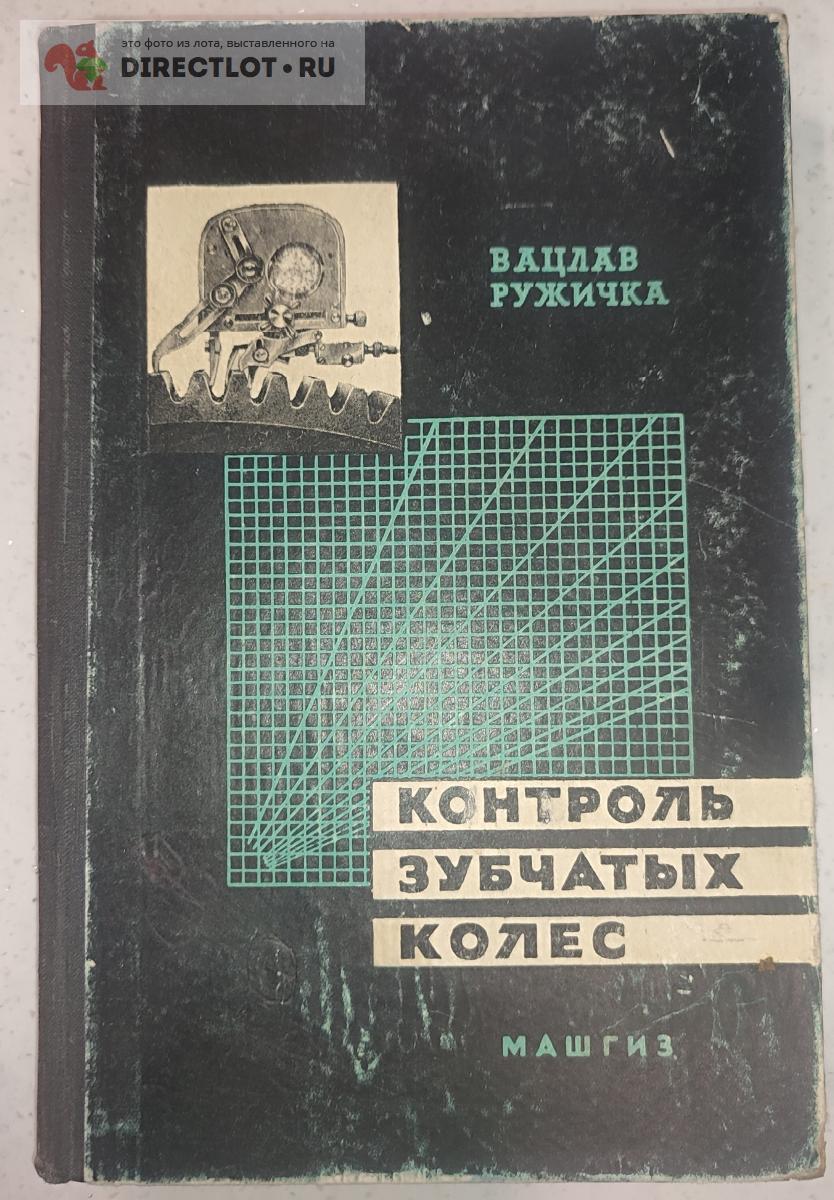 это фото из лота, выставленного на
DIRECTLOT•RU
ВАЦЛАВ
РУЖИЧКА
КОНТРОЛЬ
ЗУБЧАТЫХ
КОЛЕС
МАШГИЗ